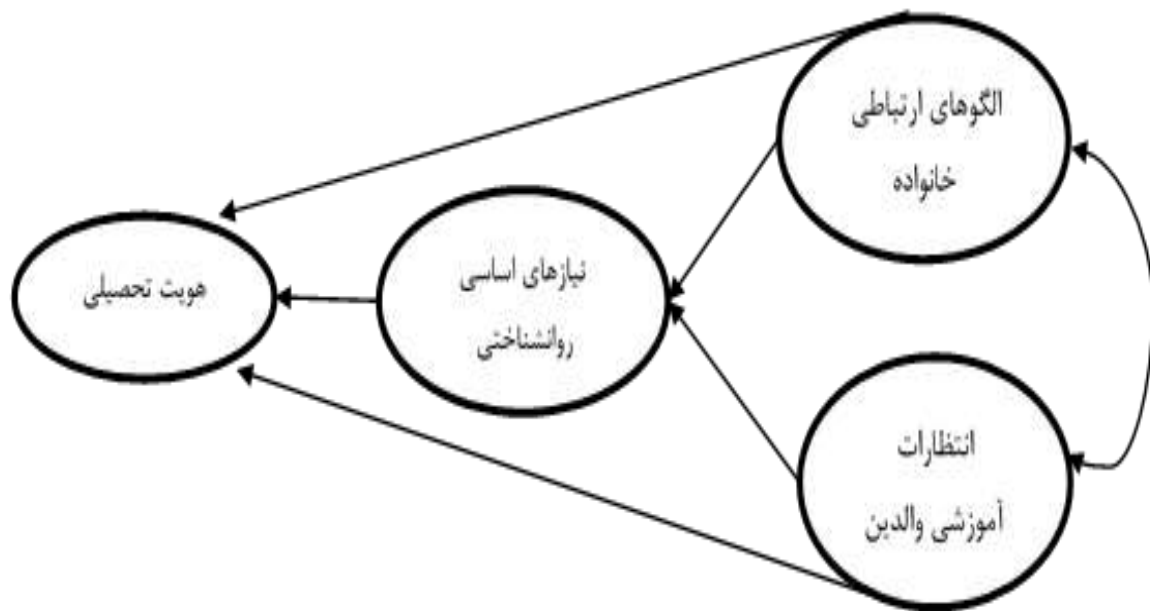 الگوهای ارتباطی
خانواده
نیازهای اساسی
روانشناختی
هویت تحصیلی
انتظارات
آموزشی والدین